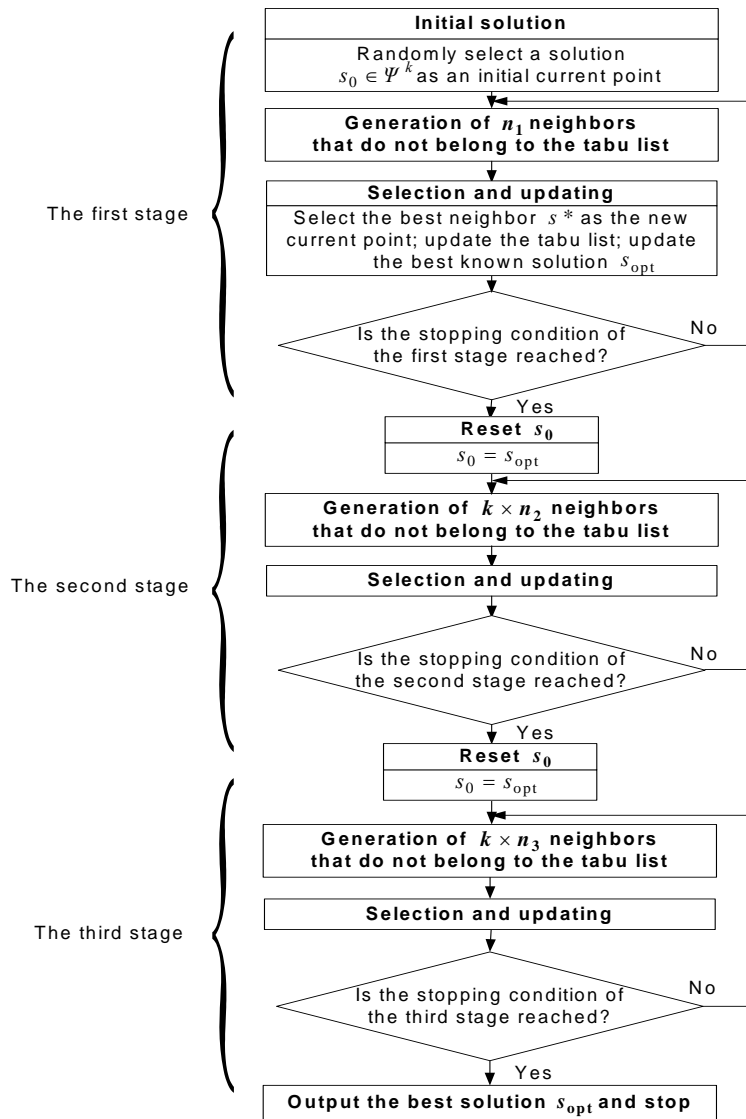 Initial solution
Randomly select a solution
s₀ ∈ Ψᵏ as an initial current point
Generation of n₁ neighbors
that do not belong to the tabu list
The first stage
Selection and updating
Select the best neighbor s* as the new
current point; update the tabu list; update
the best known solution s_opt
Is the stopping condition of
the first stage reached?
No
Yes
Reset s₀
s₀ = s_opt
Generation of k × n₂ neighbors
that do not belong to the tabu list
The second stage
Selection and updating
Is the stopping condition of
the second stage reached?
No
Yes
Reset s₀
s₀ = s_opt
Generation of k × n₃ neighbors
that do not belong to the tabu list
The third stage
Selection and updating
Is the stopping condition of
the third stage reached?
No
Yes
Output the best solution s_opt and stop